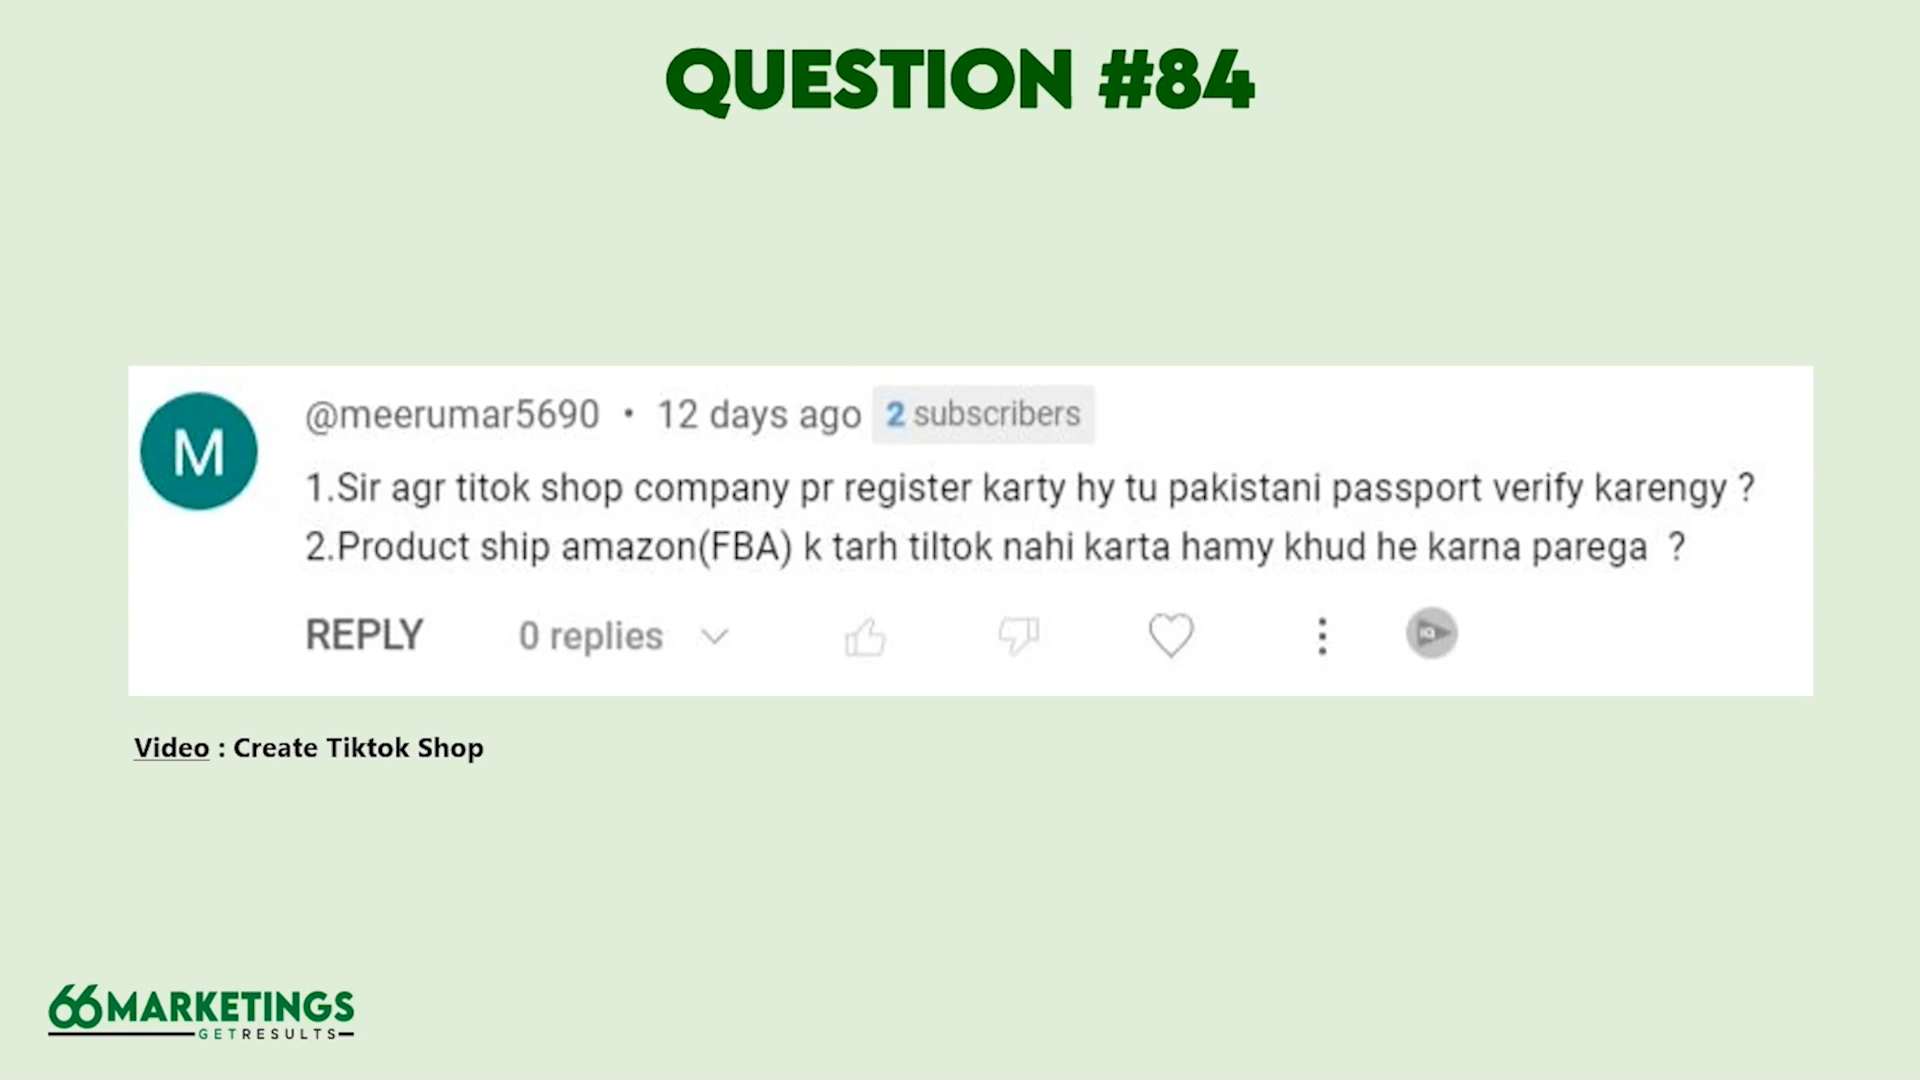 QUESTION #84
M
@meerumar5690 • 12 days ago 2 subscribers
1.Sir agr titok shop company pr register karty hy tu pakistani passport verify karengy ?
2.Product ship amazon(FBA) k tarh tiltok nahi karta hamy khud he karna parega ?
REPLY 0 replies
Video : Create Tiktok Shop
66MARKETINGS
GETRESULTS